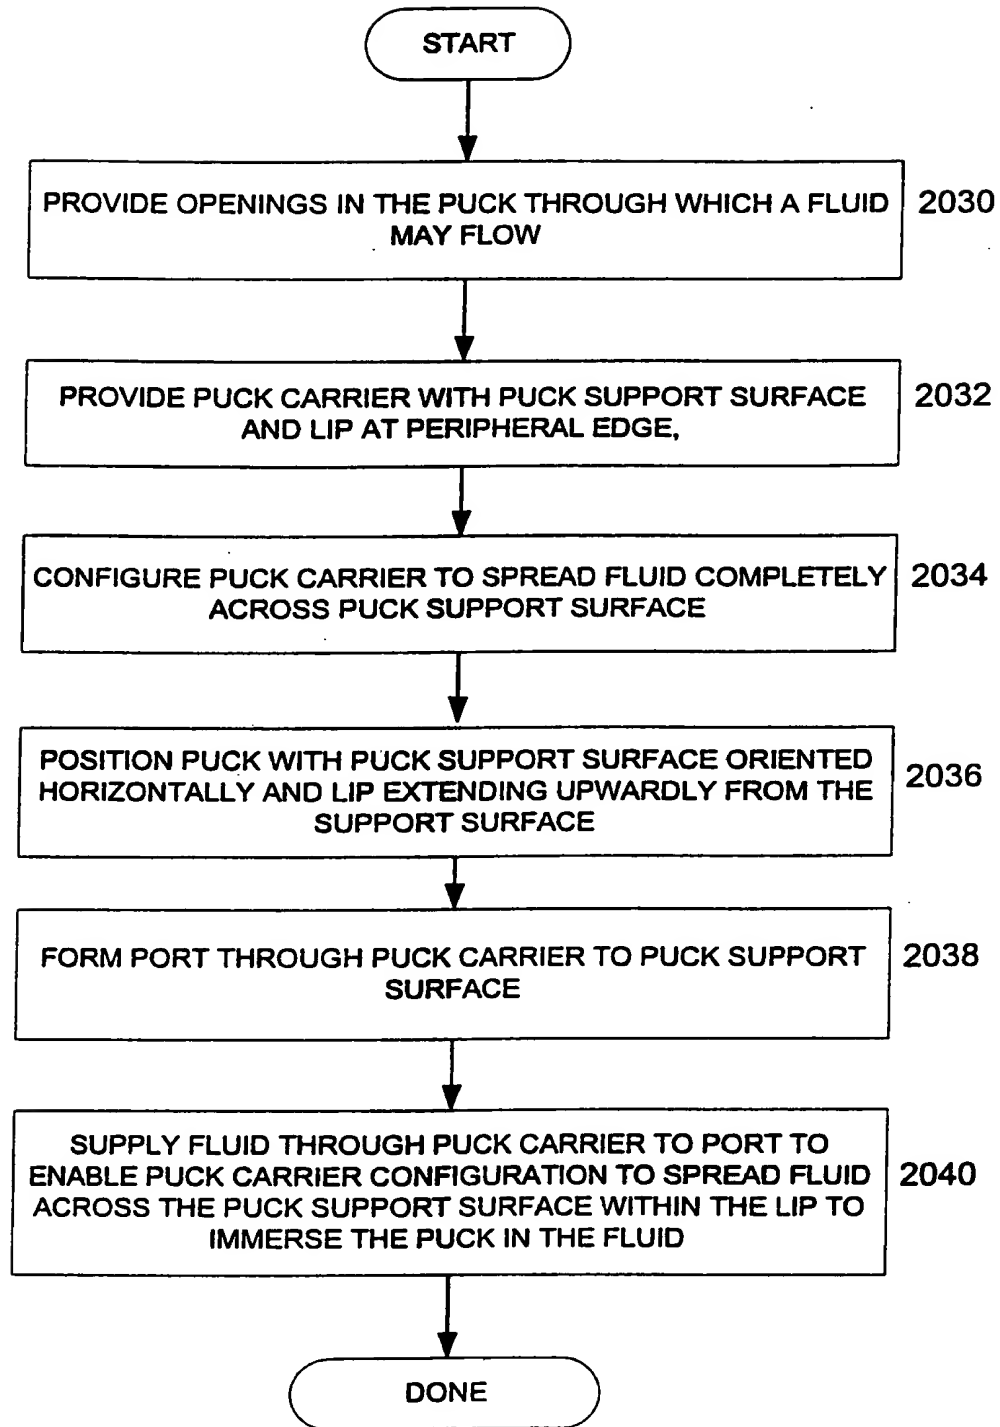 START
PROVIDE OPENINGS IN THE PUCK THROUGH WHICH A FLUID
MAY FLOW
2030
PROVIDE PUCK CARRIER WITH PUCK SUPPORT SURFACE
AND LIP AT PERIPHERAL EDGE,
2032
CONFIGURE PUCK CARRIER TO SPREAD FLUID COMPLETELY
ACROSS PUCK SUPPORT SURFACE
2034
POSITION PUCK WITH PUCK SUPPORT SURFACE ORIENTED
HORIZONTALLY AND LIP EXTENDING UPWARDLY FROM THE
SUPPORT SURFACE
2036
FORM PORT THROUGH PUCK CARRIER TO PUCK SUPPORT
SURFACE
2038
SUPPLY FLUID THROUGH PUCK CARRIER TO PORT TO
ENABLE PUCK CARRIER CONFIGURATION TO SPREAD FLUID
ACROSS THE PUCK SUPPORT SURFACE WITHIN THE LIP TO
IMMERSE THE PUCK IN THE FLUID
2040
DONE